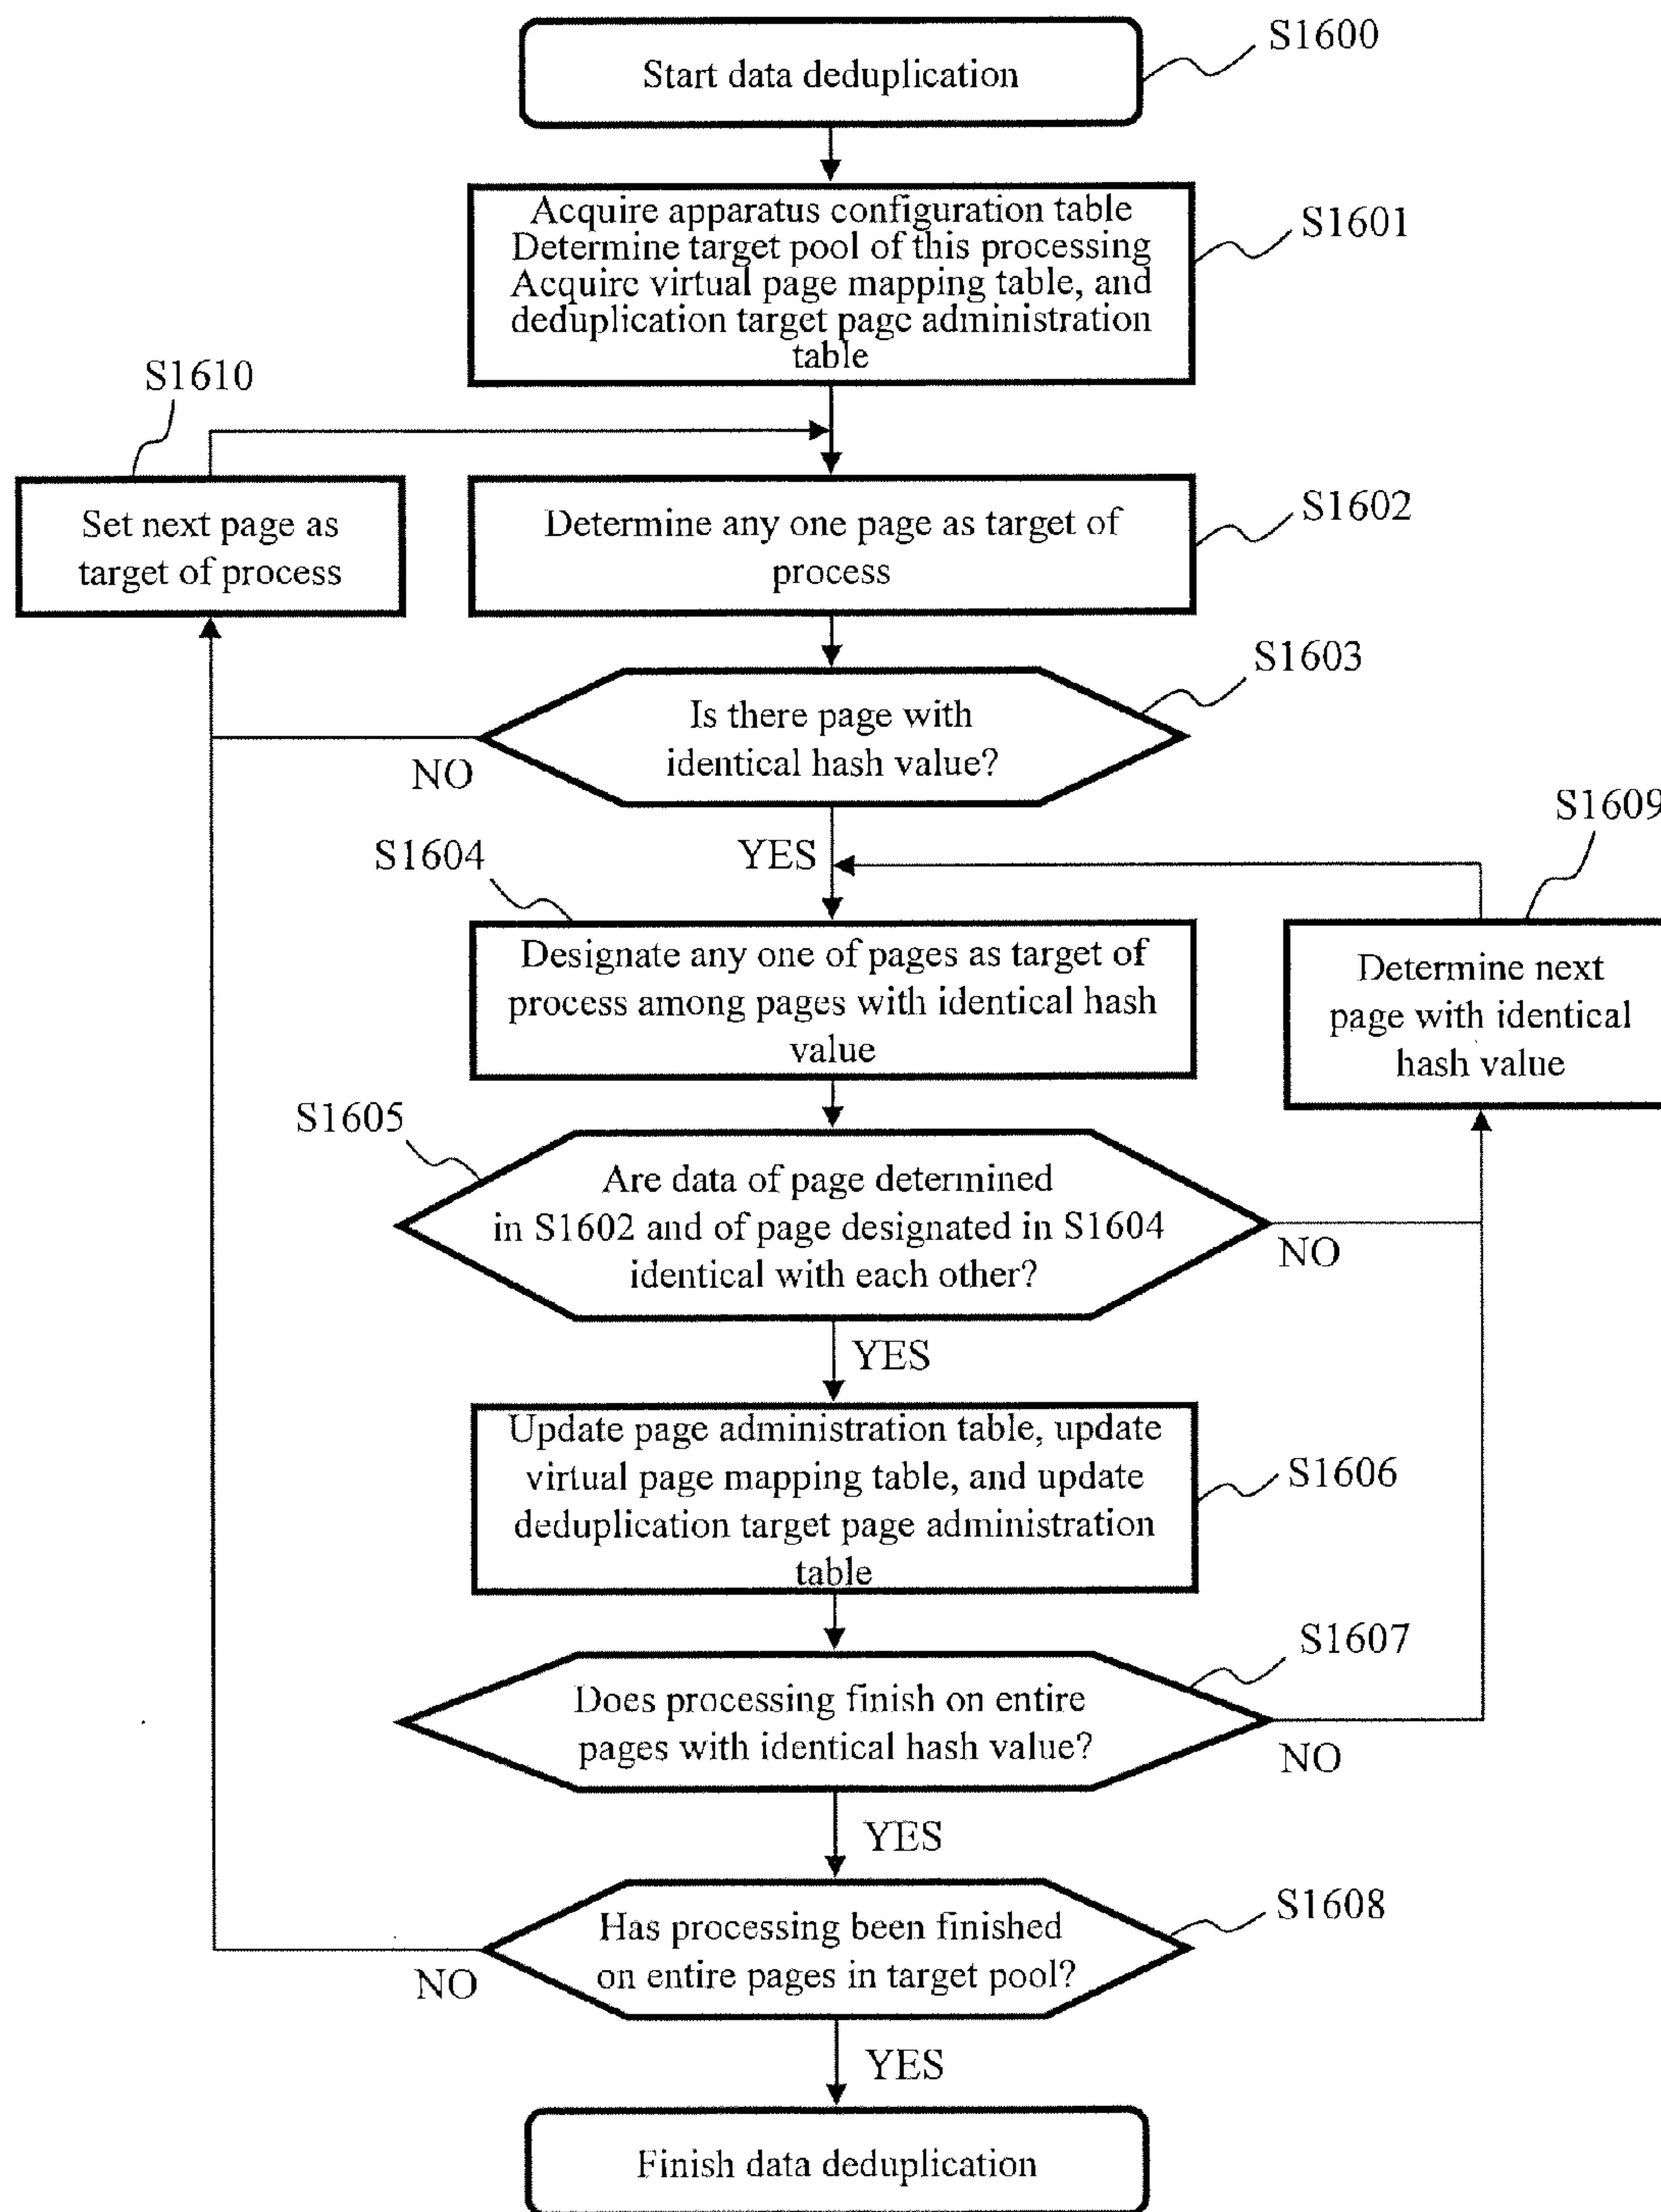 Start data deduplication
S1600
Acquire apparatus configuration table
Determine target pool of this processing
Acquire virtual page mapping table, and
deduplication target page administration
table
S1601
S1610
Set next page as
target of process
Determine any one page as target of
process
S1602
S1603
Is there page with
identical hash value?
NO
YES
S1609
S1604
Designate any one of pages as target of
process among pages with identical hash
value
Determine next
page with identical
hash value
S1605
Are data of page determined
in S1602 and of page designated in S1604
identical with each other?
NO
YES
Update page administration table, update
virtual page mapping table, and update
deduplication target page administration
table
S1606
S1607
Does processing finish on entire
pages with identical hash value?
NO
YES
S1608
Has processing been finished
on entire pages in target pool?
NO
YES
Finish data deduplication